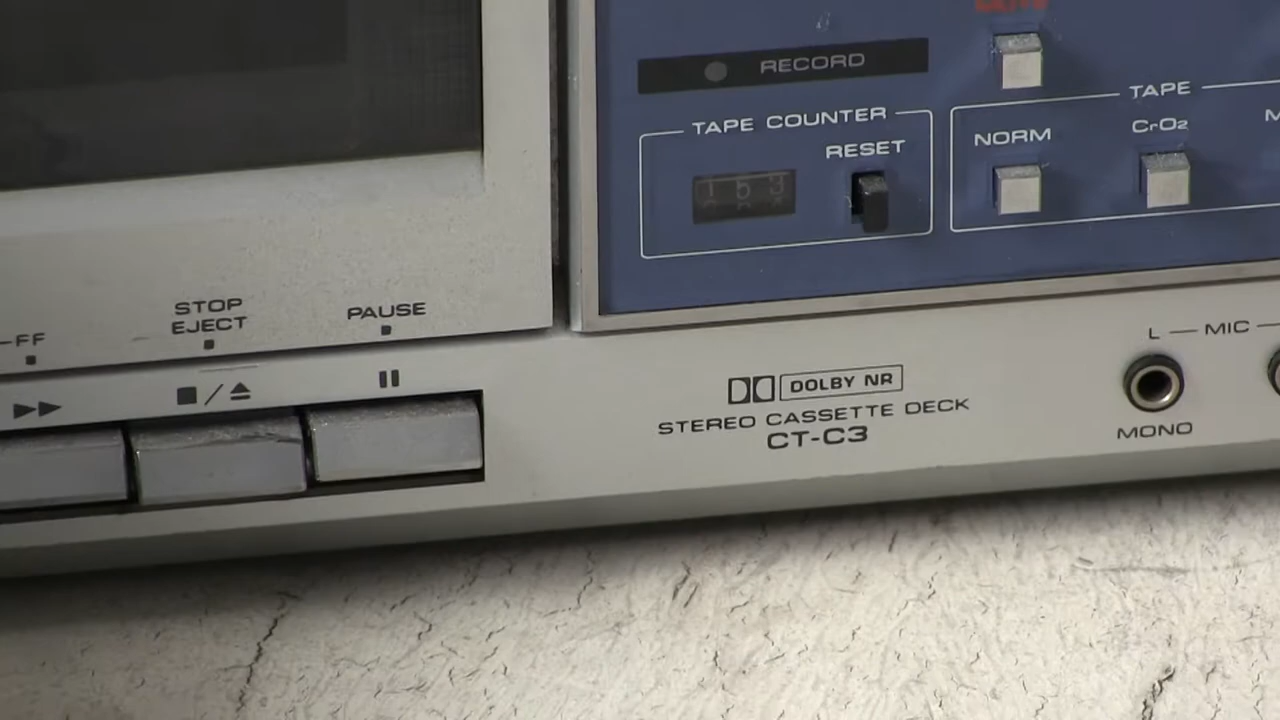 RECORD
TAPE COUNTER
RESET
153
TAPE
NORM
CrO2
M
FF
STOP
EJECT
PAUSE
DOLBY NR
STEREO CASSETTE DECK
CT-C3
L — MIC
MONO